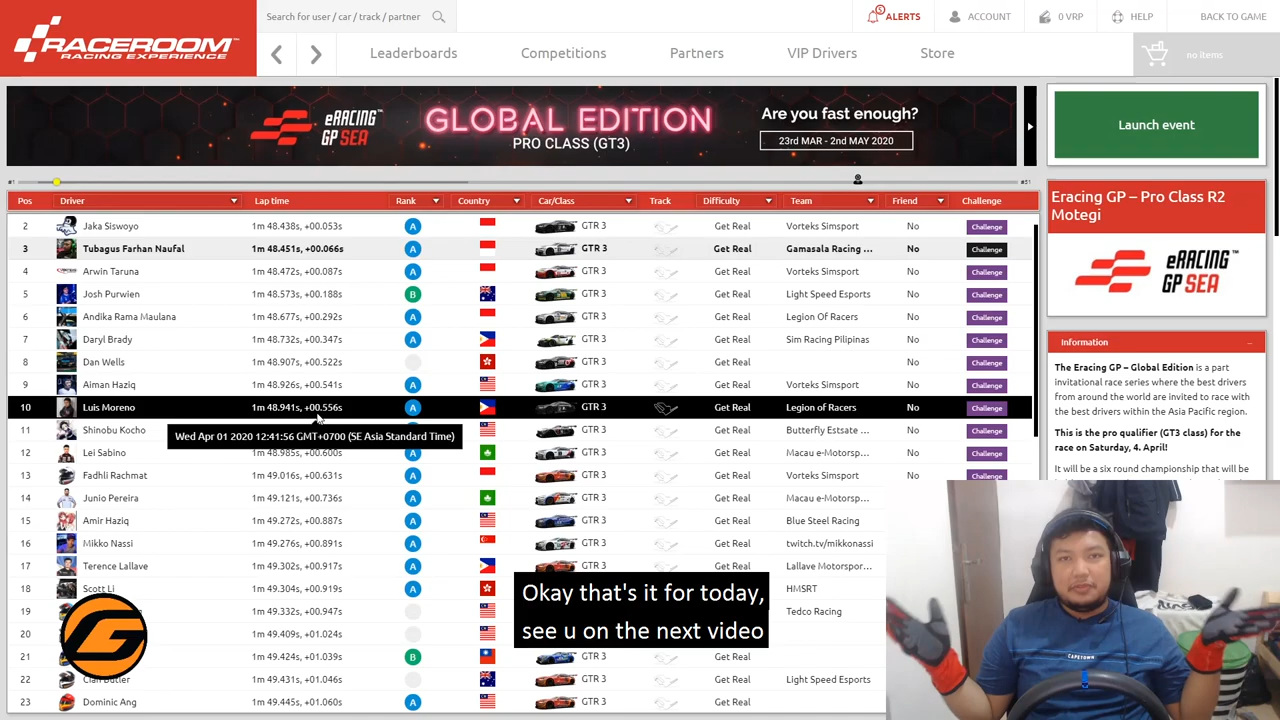 RACEROOM™
RACING EXPERIENCE
Search for user / car / track / partner
5 ALERTS ACCOUNT 0 VRP HELP BACK TO GAME
Leaderboards Competitions Partners VIP Drivers Store no items
eRACING™ GP SEA
GLOBAL EDITION
PRO CLASS (GT3)
Are you fast enough?
23rd MAR - 2nd MAY 2020
Launch event
#1 #51
Pos Driver Lap time Rank Country Car/Class Track Difficulty Team Friend Challenge
2 Jaka Siswoyo 1m 48.438s, +00.053s A GTR 3 Get Real No Challenge
3 Tubagus Farhan Naufal 1m 48.451s, +00.066s A GTR 3 Get Real Gamasala Racing ... No Challenge
4 Arwin Taruna 1m 48.472s, +00.087s A GTR 3 Get Real Vorteks Simsport No Challenge
5 Josh Purwien 1m 48.573s, +00.188s B GTR 3 Get Real Light Speed Esports No Challenge
6 Andika Rama Maulana 1m 48.677s, +00.292s A GTR 3 Get Real Legion Of Racers No Challenge
7 Daryl Brady 1m 48.732s, +00.347s A GTR 3 Get Real Sim Racing Pilipinas No Challenge
8 Dan Wells 1m 48.907s, +00.522s GTR 3 Get Real No Challenge
9 Aiman Haziq 1m 48.926s, +00.541s A GTR 3 Get Real Vorteks Simsport No Challenge
10 Luis Moreno 1m 48.941s, +00.556s A GTR 3 Get Real Legion of Racers No Challenge
11 Shinobu Kocho A GTR 3 Get Real Butterfly Estsate ... No Challenge
Wed Apr 01 2020 12:41:56 GMT+0700 (SE Asia Standard Time)
12 Lei Sabino 1m 48.985s, +00.600s A GTR 3 Get Real Macau e-Motorsp... No Challenge
13 Fadhli Rachmat 1m 49.016s, +00.631s A GTR 3 Get Real Vorteks Simsport No Challenge
14 Junio Pereira 1m 49.121s, +00.736s A GTR 3 Get Real Macau e-Motorsp...
15 Amir Haziq 1m 49.272s, +00.887s A GTR 3 Get Real Blue Steel Racing
16 Mikko Nassi 1m 49.276s, +00.891s A GTR 3 Get Real twitch.tv/mikkonassi
17 Terence Lallave 1m 49.302s, +00.917s A GTR 3 Get Real Lallave Motorspor...
18 Scott Li 1m 49.304s, +00.919s A HMSRT
19 1m 49.332s, +00.947s Tedco Racing
20 1m 49.409s, +01.024s
21 1m 49.424s, +01.039s B GTR 3 Get Real
22 Butler 1m 49.431s, +01.046s GTR 3 Get Real Light Speed Esports
23 Dominic Ang 1m 49.445s, +01.060s A GTR 3 Get Real
Eracing GP – Pro Class R2
Motegi
eRACING™
GP SEA
Information
The Eracing GP – Global Edition is a part
invitational race series where the best drivers
from around the world are invited to race
with the best drivers within the Asia Pacific region.
This is the pro qualifier (GT3 class) for the
race on Saturday, 4. April!
It will be a six round championship that will be
Okay that's it for today,
see u on the next video
CAPETOWN